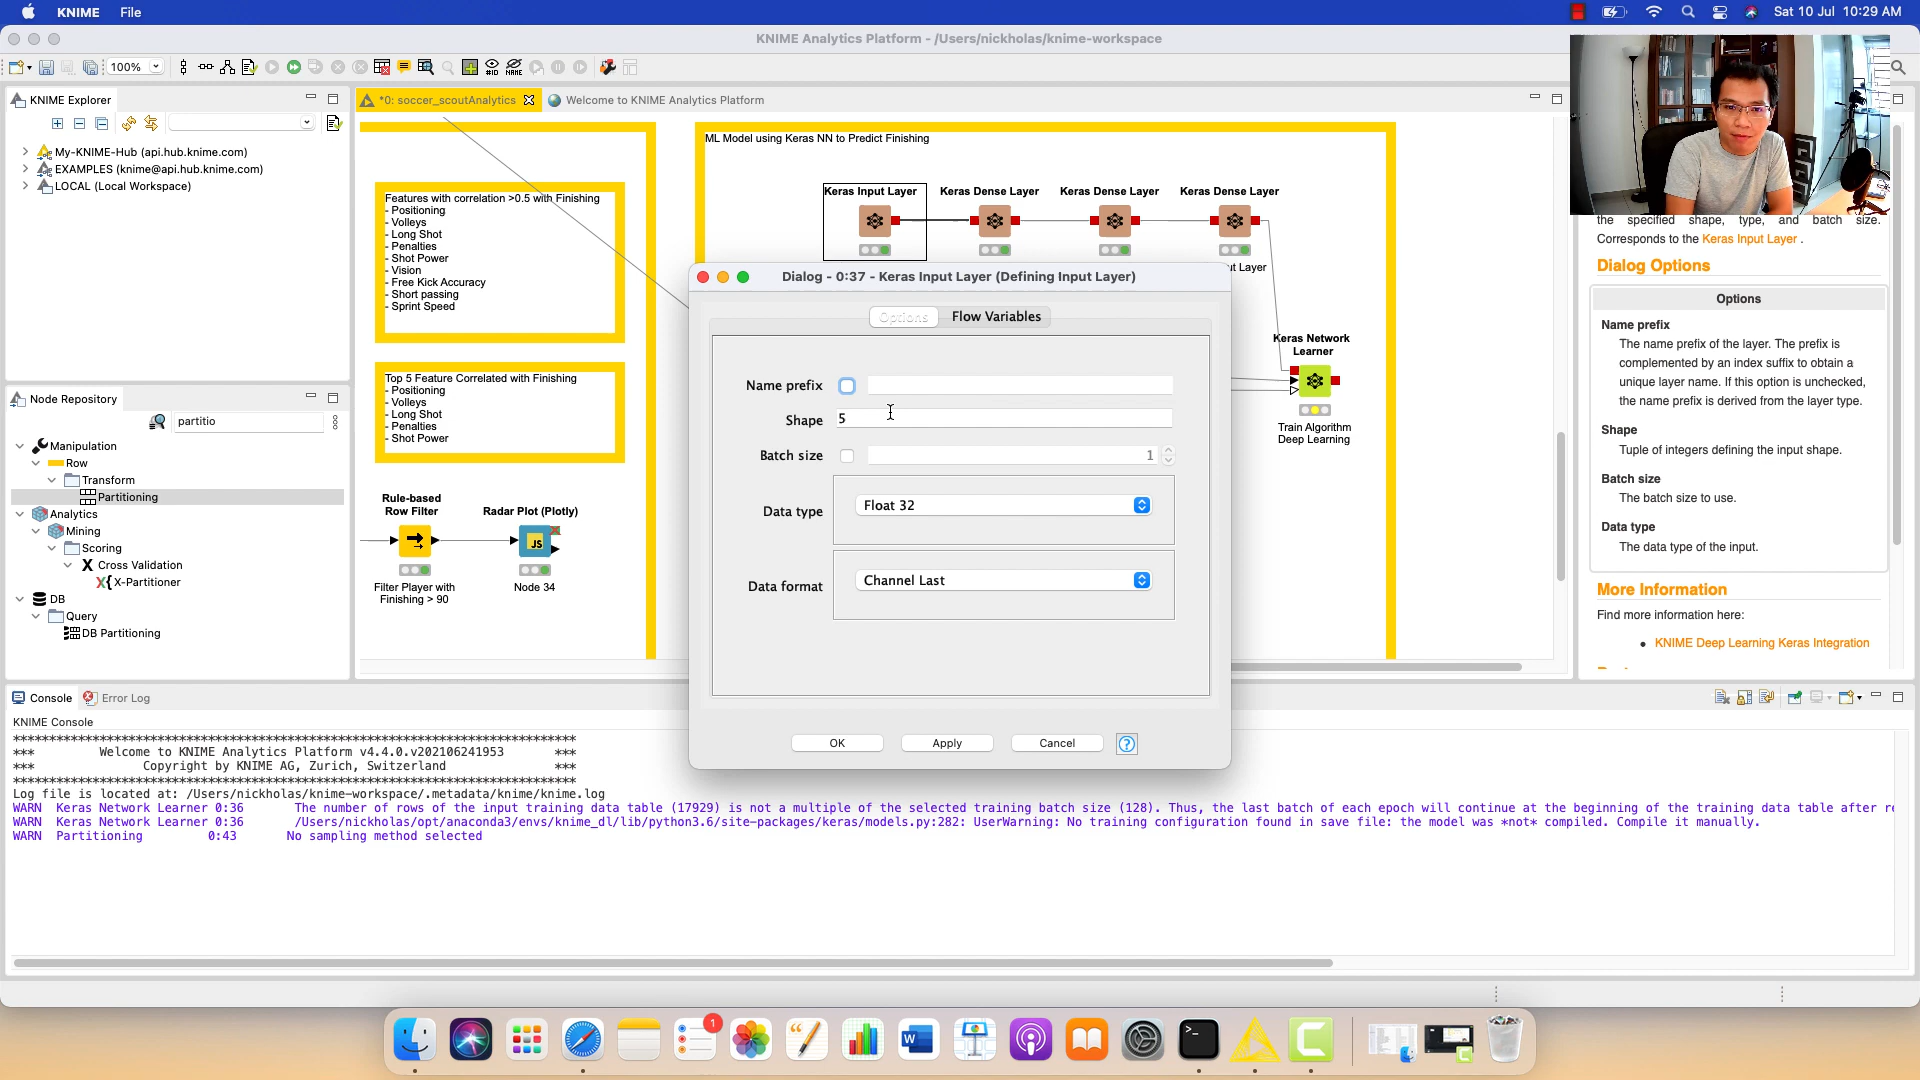 KNIME File
Sat 10 Jul 10:29 AM
KNIME Analytics Platform - /Users/nickholas/knime-workspace
100%
KNIME Explorer
My-KNIME-Hub (api.hub.knime.com)
EXAMPLES (knime@api.hub.knime.com)
LOCAL (Local Workspace)
Node Repository
partitio
Manipulation
Row
Transform
Partitioning
Analytics
Mining
Scoring
Cross Validation
X-Partitioner
DB
Query
DB Partitioning
*0: soccer_scoutAnalytics
Welcome to KNIME Analytics Platform
Features with correlation >0.5 with Finishing
- Positioning
- Volleys
- Long Shot
- Penalties
- Shot Power
- Vision
- Free Kick Accuracy
- Short passing
- Sprint Speed
Top 5 Feature Correlated with Finishing
- Positioning
- Volleys
- Long Shot
- Penalties
- Shot Power
Rule-based
Row Filter
Filter Player with
Finishing > 90
Radar Plot (Plotly)
JS
Node 34
ML Model using Keras NN to Predict Finishing
Keras Input Layer
Keras Dense Layer
Keras Dense Layer
Keras Dense Layer
ut Layer
Keras Network
Learner
Train Algorithm
Deep Learning
Dialog - 0:37 - Keras Input Layer (Defining Input Layer)
Options
Flow Variables
Name prefix
Shape 5
Batch size 1
Data type Float 32
Data format Channel Last
OK
Apply
Cancel
?
the specified shape, type, and batch size.
Corresponds to the Keras Input Layer .
Dialog Options
Options
Name prefix
The name prefix of the layer. The prefix is
complemented by an index suffix to obtain a
unique layer name. If this option is unchecked,
the name prefix is derived from the layer type.
Shape
Tuple of integers defining the input shape.
Batch size
The batch size to use.
Data type
The data type of the input.
More Information
Find more information here:
• KNIME Deep Learning Keras Integration
Console
Error Log
KNIME Console
*** Welcome to KNIME Analytics Platform v4.4.0.v202106241953 ***
*** Copyright by KNIME AG, Zurich, Switzerland ***
Log file is located at: /Users/nickholas/knime-workspace/.metadata/knime/knime.log
WARN Keras Network Learner 0:36 The number of rows of the input training data table (17929) is not a multiple of the selected training batch size (128). Thus, the last batch of each epoch will continue at the beginning of the training data table after re
WARN Keras Network Learner 0:36 /Users/nickholas/opt/anaconda3/envs/knime_dl/lib/python3.6/site-packages/keras/models.py:282: UserWarning: No training configuration found in save file: the model was *not* compiled. Compile it manually.
WARN Partitioning 0:43 No sampling method selected
1
W